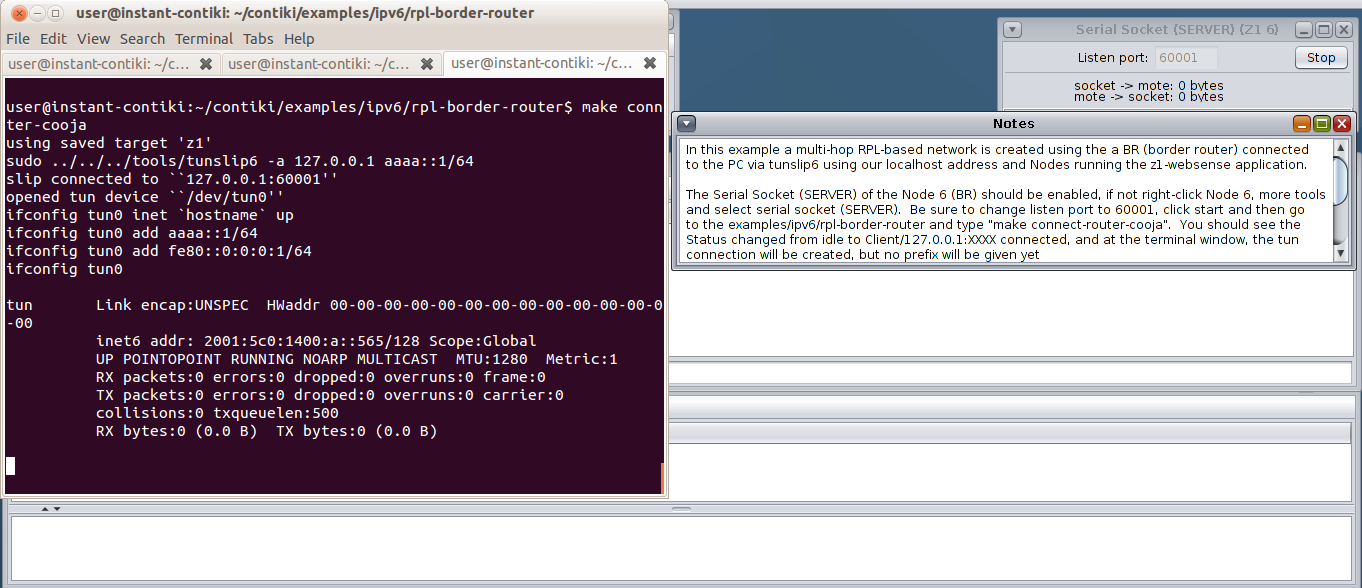 user@instant-contiki: ~/contiki/examples/ipv6/rpl-border-router
File Edit View Search Terminal Tabs Help
user@instant-contiki: ~/c... user@instant-contiki: ~/c... user@instant-contiki: ~/c...
user@instant-contiki:~/contiki/examples/ipv6/rpl-border-router$ make conn
ter-cooja
using saved target 'z1'
sudo ../../../tools/tunslip6 -a 127.0.0.1 aaaa::1/64
slip connected to ``127.0.0.1:60001''
opened tun device ``/dev/tun0''
ifconfig tun0 inet `hostname` up
ifconfig tun0 add aaaa::1/64
ifconfig tun0 add fe80::0:0:0:1/64
ifconfig tun0
tun Link encap:UNSPEC HWaddr 00-00-00-00-00-00-00-00-00-00-00-00-0
-00
inet6 addr: 2001:5c0:1400:a::565/128 Scope:Global
UP POINTOPOINT RUNNING NOARP MULTICAST MTU:1280 Metric:1
RX packets:0 errors:0 dropped:0 overruns:0 frame:0
TX packets:0 errors:0 dropped:0 overruns:0 carrier:0
collisions:0 txqueuelen:500
RX bytes:0 (0.0 B) TX bytes:0 (0.0 B)
Serial Socket (SERVER) (Z1 6)
Listen port: 60001 Stop
socket -> mote: 0 bytes
mote -> socket: 0 bytes
Notes
In this example a multi-hop RPL-based network is created using the a BR (border router) connected
to the PC via tunslip6 using our localhost address and Nodes running the z1-websense application.
The Serial Socket (SERVER) of the Node 6 (BR) should be enabled, if not right-click Node 6, more tools
and select serial socket (SERVER). Be sure to change listen port to 60001, click start and then go
to the examples/ipv6/rpl-border-router and type "make connect-router-cooja". You should see the
Status changed from idle to Client/127.0.0.1:XXXX connected, and at the terminal window, the tun
connection will be created, but no prefix will be given yet